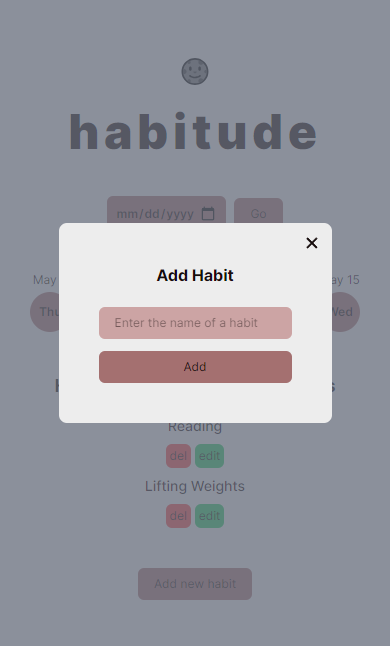 habitude
mm/dd/yyyy Go
Add Habit
May ay 15
Enter the name of a habit
Thu Wed
Add
Reading
del edit
Lifting Weights
del edit
Add new habit